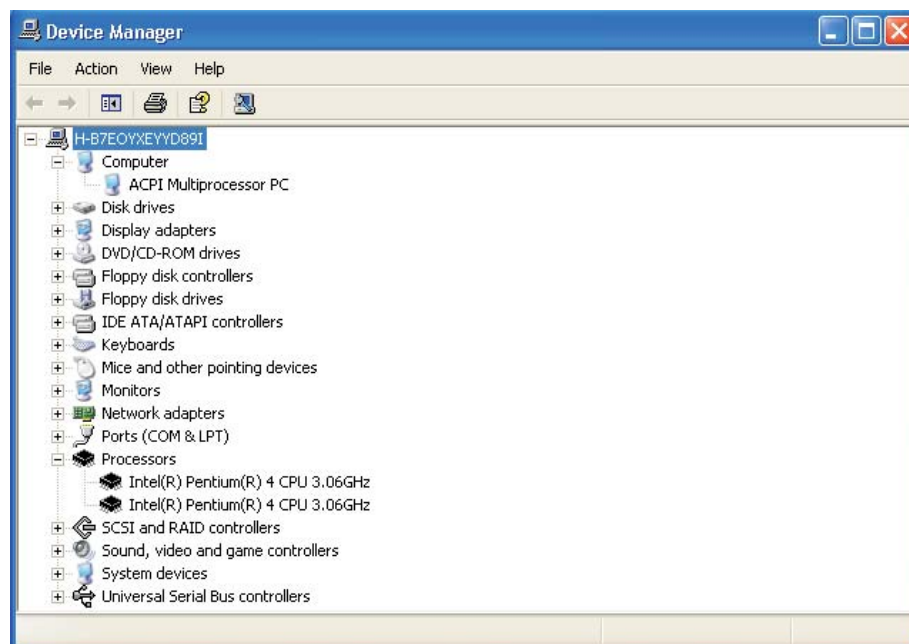 Device Manager
File Action View Help
H-B7EOYXEYYD89I
Computer
ACPI Multiprocessor PC
Disk drives
Display adapters
DVD/CD-ROM drives
Floppy disk controllers
Floppy disk drives
IDE ATA/ATAPI controllers
Keyboards
Mice and other pointing devices
Monitors
Network adapters
Ports (COM & LPT)
Processors
Intel(R) Pentium(R) 4 CPU 3.06GHz
Intel(R) Pentium(R) 4 CPU 3.06GHz
SCSI and RAID controllers
Sound, video and game controllers
System devices
Universal Serial Bus controllers